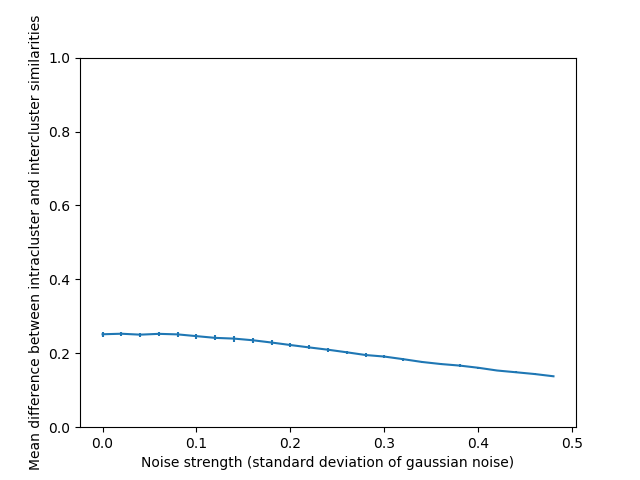 Mean difference between intracluster and intercluster similarities
1.0
0.8
0.6
0.4
0.2
0.0
0.0 0.1 0.2 0.3 0.4 0.5
Noise strength (standard deviation of gaussian noise)